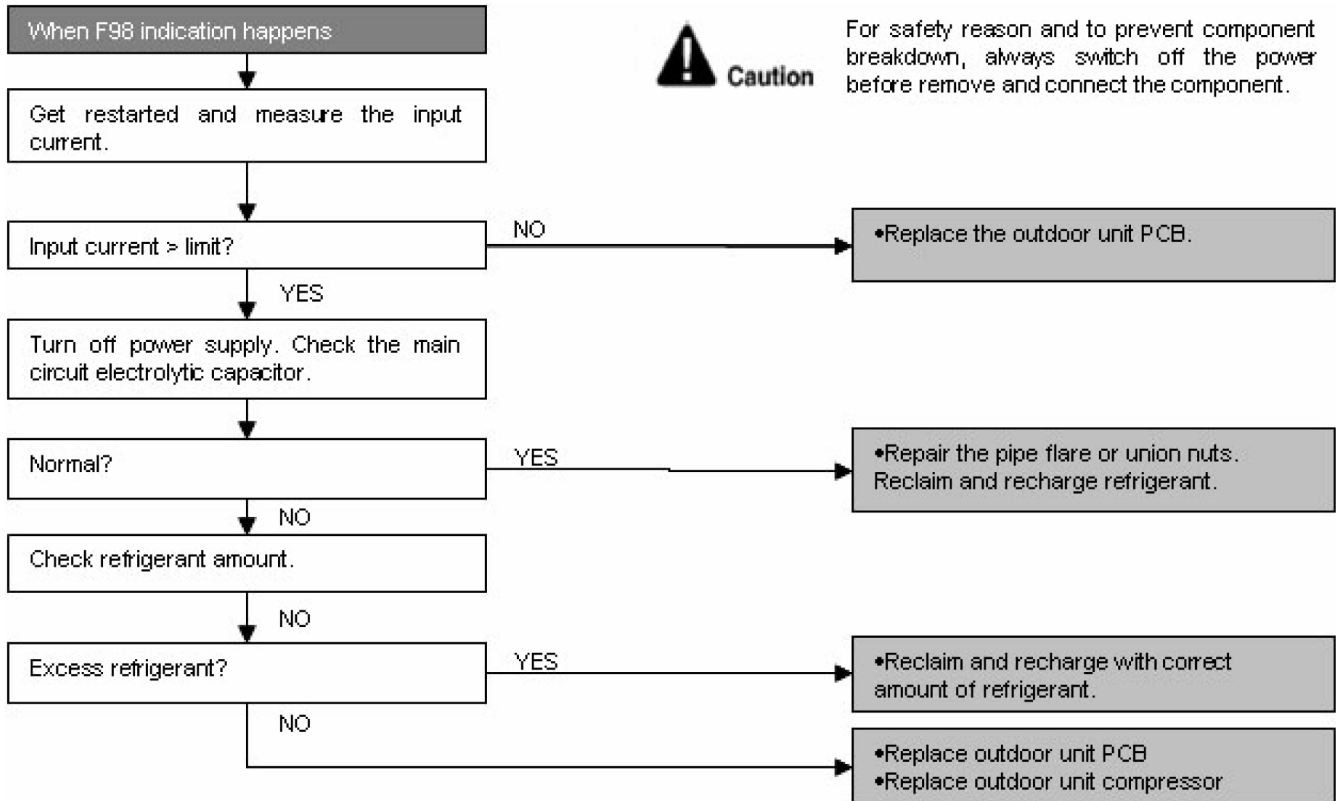 When F98 indication happens
Caution
For safety reason and to prevent component
breakdown, always switch off the power
before remove and connect the component.
Get restarted and measure the input
current.
Input current > limit?
NO
•Replace the outdoor unit PCB.
YES
Turn off power supply. Check the main
circuit electrolytic capacitor.
Normal?
YES
•Repair the pipe flare or union nuts.
Reclaim and recharge refrigerant.
NO
Check refrigerant amount.
NO
Excess refrigerant?
YES
•Reclaim and recharge with correct
amount of refrigerant.
NO
•Replace outdoor unit PCB
•Replace outdoor unit compressor